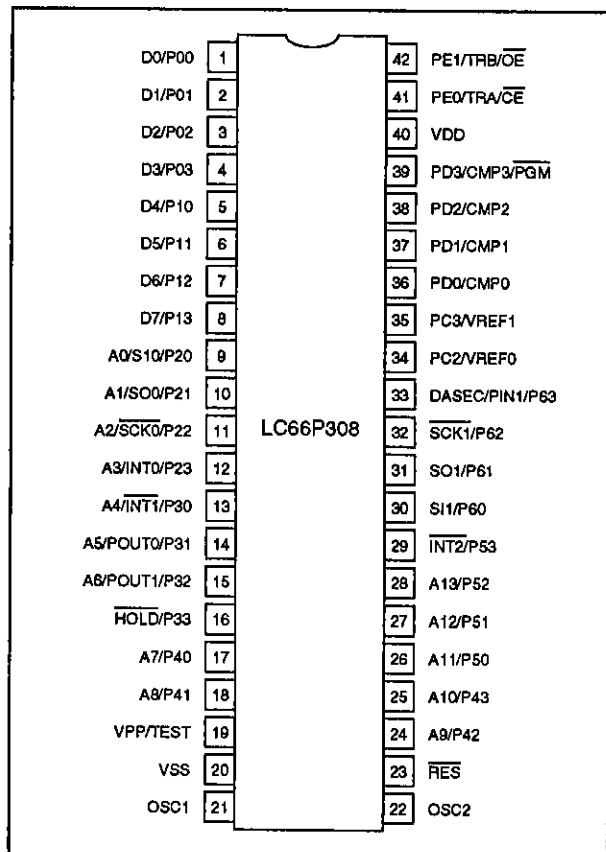 D0/P00 1 42 PE1/TRB/OE
D1/P01 2 41 PE0/TRA/CE
D2/P02 3 40 VDD
D3/P03 4 39 PD3/CMP3/PGM
D4/P10 5 38 PD2/CMP2
D5/P11 6 37 PD1/CMP1
D6/P12 7 36 PD0/CMP0
D7/P13 8 35 PC3/VREF1
A0/S10/P20 9 34 PC2/VREF0
A1/SO0/P21 10 33 DASEC/PIN1/P63
A2/SCK0/P22 11 LC66P308 32 SCK1/P62
A3/INT0/P23 12 31 SO1/P61
A4/INT1/P30 13 30 SI1/P60
A5/POUT0/P31 14 29 INT2/P53
A6/POUT1/P32 15 28 A13/P52
HOLD/P33 16 27 A12/P51
A7/P40 17 26 A11/P50
A8/P41 18 25 A10/P43
VPP/TEST 19 24 A9/P42
VSS 20 23 RES
OSC1 21 22 OSC2